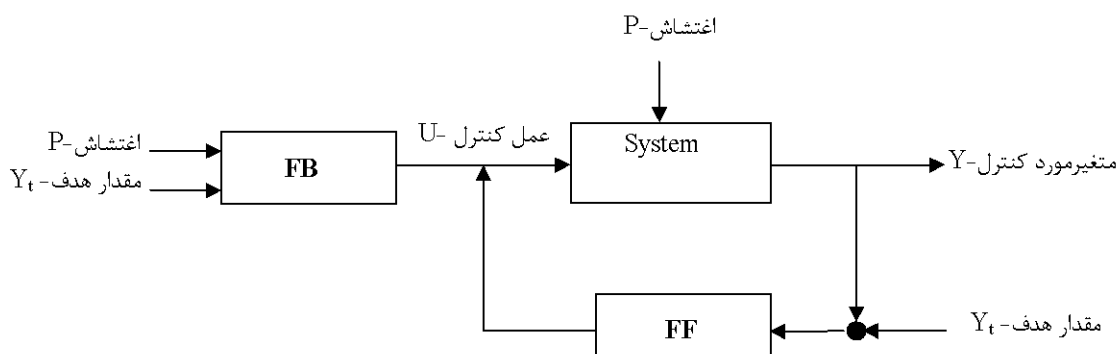 اغتشاش-P
اغتشاش-P
مقدار هدف-Yt
FB
عمل کنترل -U
System
متغیرمورد کنترل-Y
FF
مقدار هدف-Yt